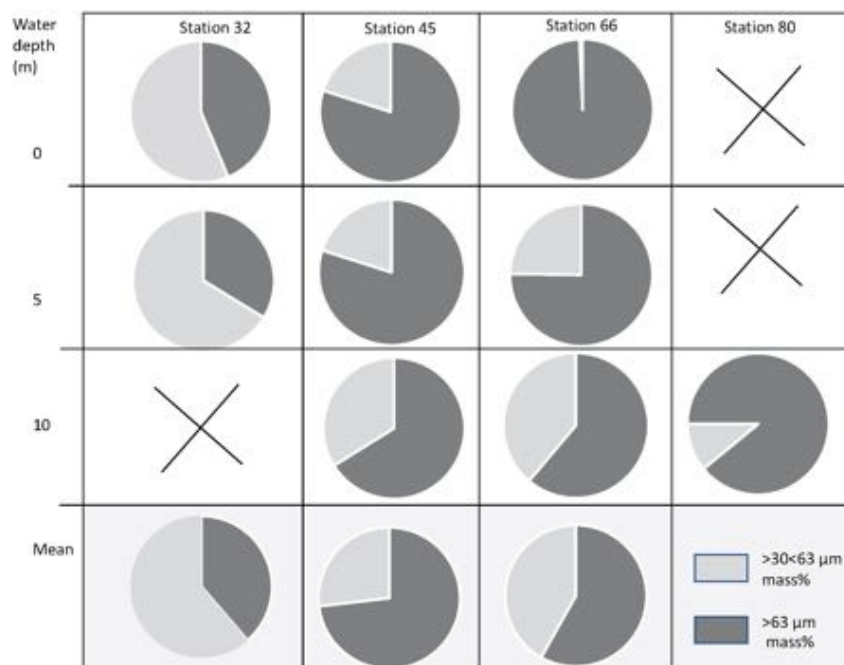 Water
depth
(m)
Station 32
Station 45
Station 66
Station 80
0
5
10
Mean
>30<63 µm
mass%
>63 µm
mass%